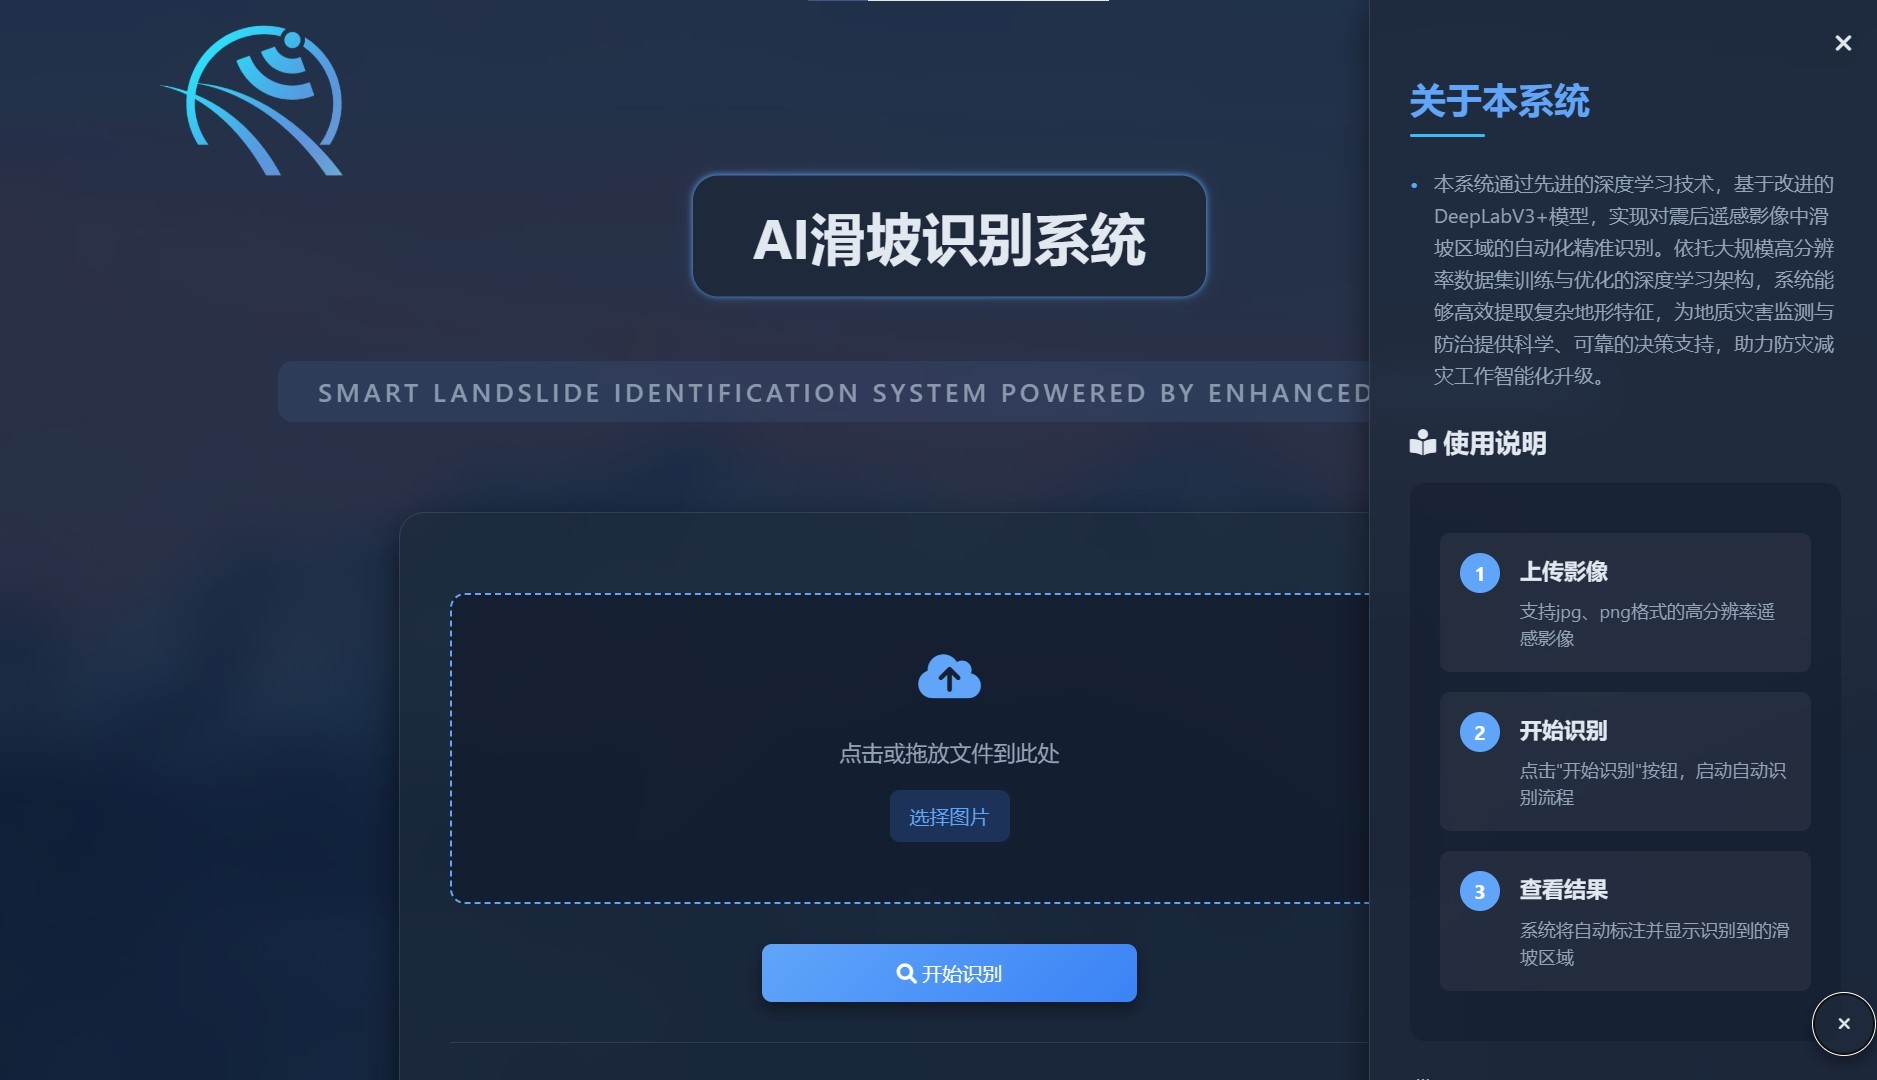 AI滑坡识别系统
SMART LANDSLIDE IDENTIFICATION SYSTEM POWERED BY ENHANCED
点击或拖放文件到此处
选择图片
开始识别
关于本系统
本系统通过先进的深度学习技术，基于改进的
DeepLabV3+模型，实现对震后遥感影像中滑
坡区域的自动化精准识别。依托大规模高分辨
率数据集训练与优化的深度学习架构，系统能
够高效提取复杂地形特征，为地质灾害监测与
防治提供科学、可靠的决策支持，助力防灾减
灾工作智能化升级。
使用说明
1
上传影像
支持jpg、png格式的高分辨率遥
感影像
2
开始识别
点击"开始识别"按钮，启动自动识
别流程
3
查看结果
系统将自动标注并显示识别到的滑
坡区域